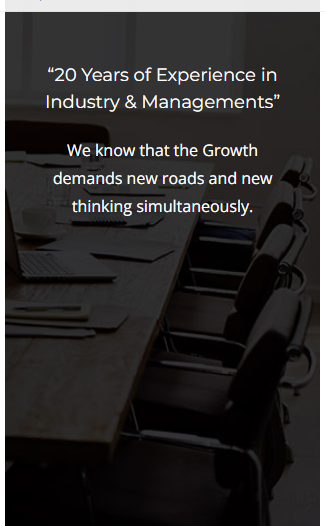 “20 Years of Experience in
Industry & Managements”
We know that the Growth
demands new roads and new
thinking simultaneously.